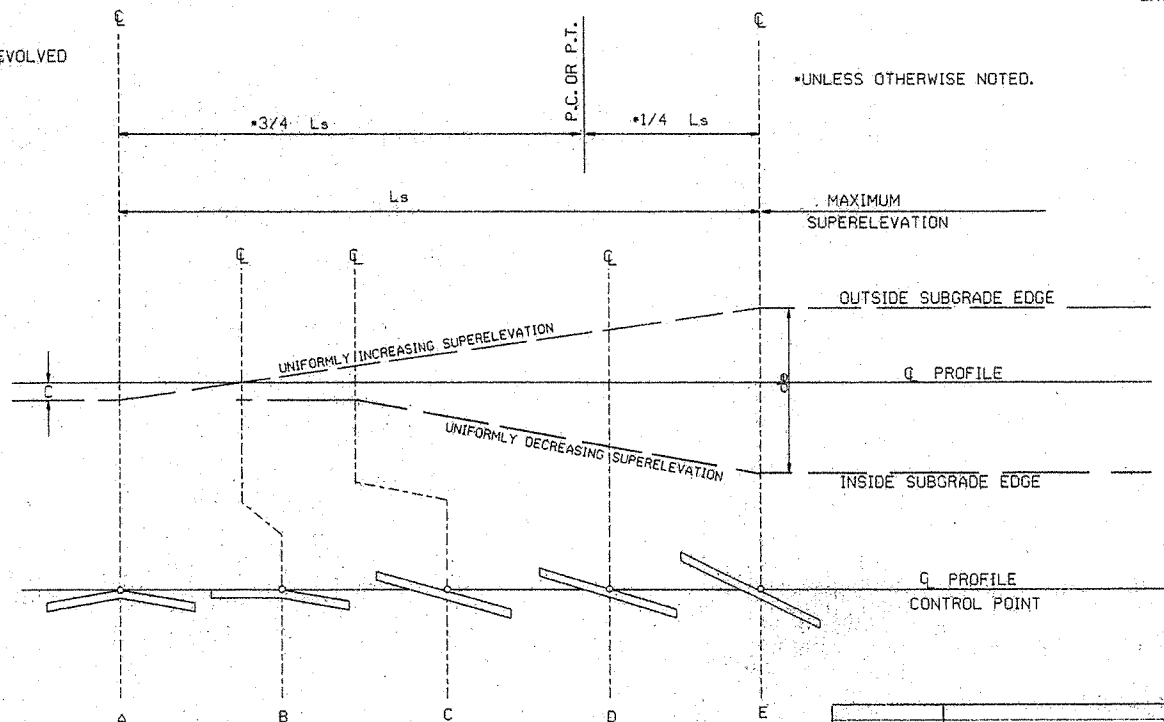 EVOLVED
℄
℄
P.C. OR P.T.
*UNLESS OTHERWISE NOTED.
*3/4 Ls
*1/4 Ls
Ls
MAXIMUM
SUPERELEVATION
℄
℄
℄
OUTSIDE SUBGRADE EDGE
UNIFORMLY INCREASING SUPERELEVATION
C
℄ PROFILE
de
UNIFORMLY DECREASING SUPERELEVATION
INSIDE SUBGRADE EDGE
℄ PROFILE
CONTROL POINT
A
B
C
D
E